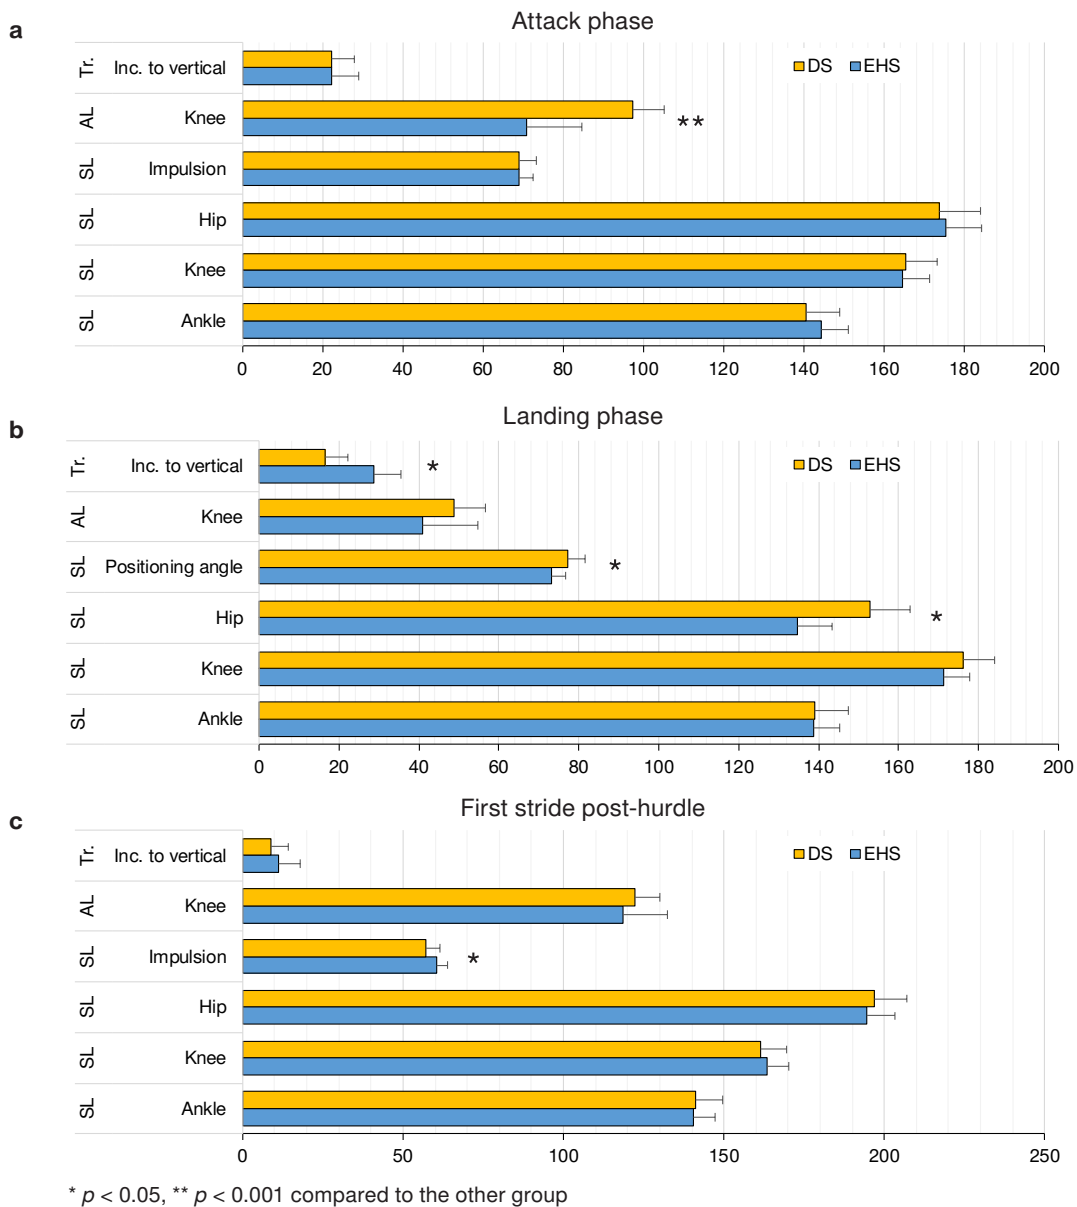 a
Attack phase
Tr. Inc. to vertical
DS EHS
AL Knee
**
SL Impulsion
SL Hip
SL Knee
SL Ankle
0 20 40 60 80 100 120 140 160 180 200
b
Landing phase
Tr. Inc. to vertical
*
DS EHS
AL Knee
SL Positioning angle
*
SL Hip
*
SL Knee
SL Ankle
0 20 40 60 80 100 120 140 160 180 200
c
First stride post-hurdle
Tr. Inc. to vertical
DS EHS
AL Knee
SL Impulsion
*
SL Hip
SL Knee
SL Ankle
0 50 100 150 200 250
* p < 0.05, ** p < 0.001 compared to the other group